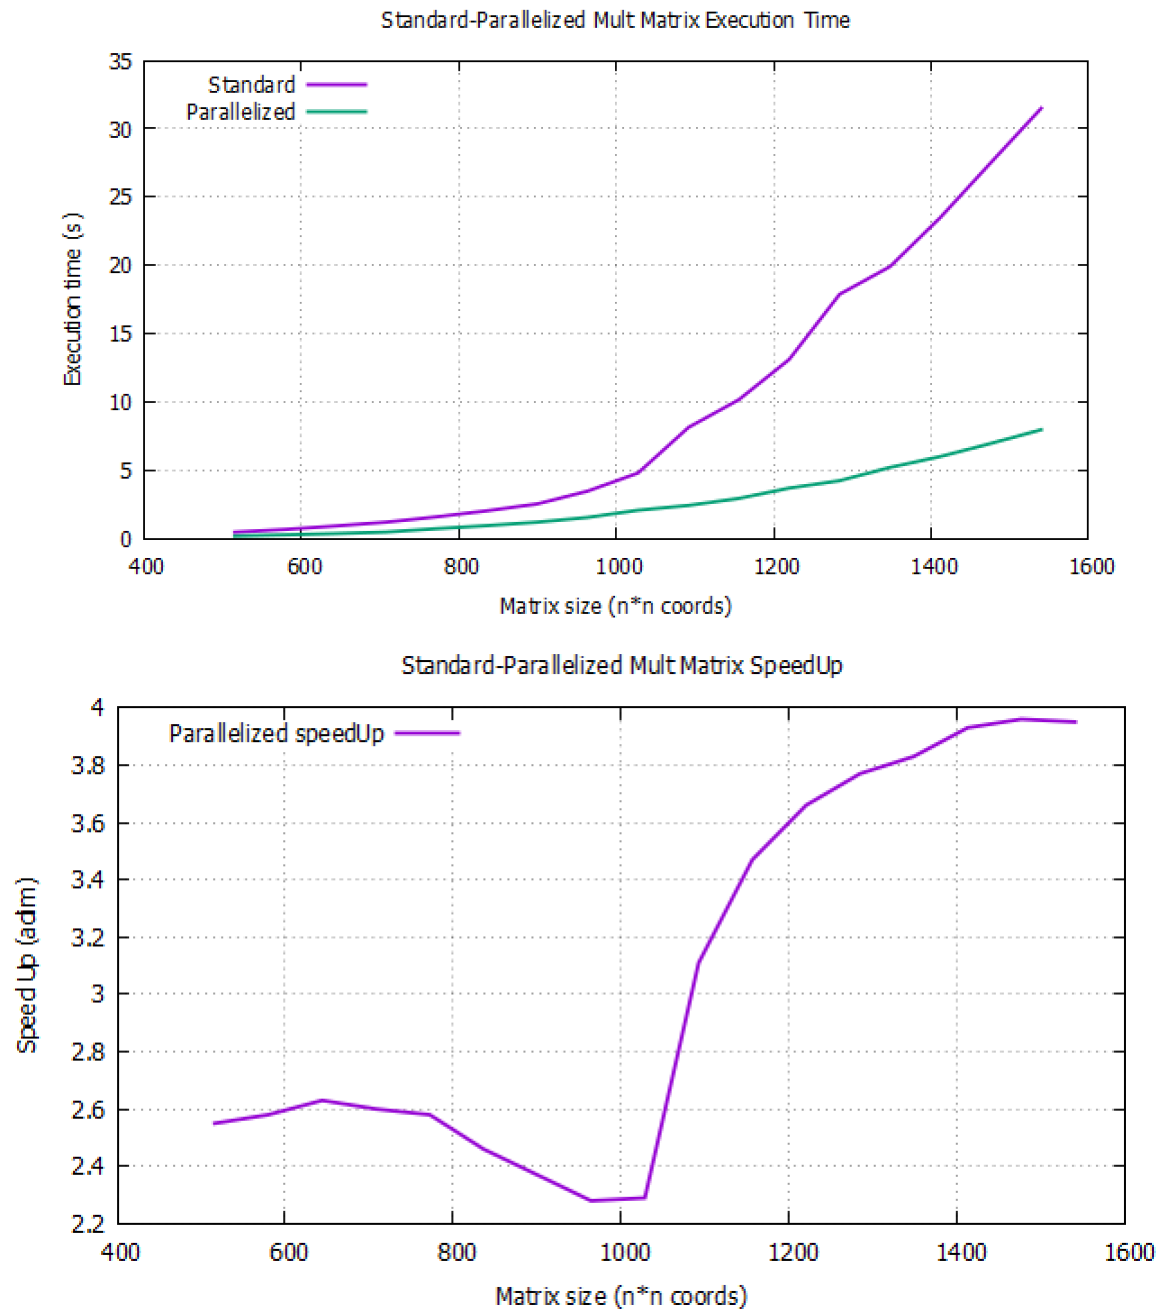 Standard-Parallelized Mult Matrix Execution Time
35
30
25
20
15
10
5
0
Execution time (s)
Standard
Parallelized
400 600 800 1000 1200 1400 1600
Matrix size (n*n coords)
Standard-Parallelized Mult Matrix SpeedUp
4
3.8
3.6
3.4
3.2
3
2.8
2.6
2.4
2.2
Speed Up (adim)
Parallelized speedUp
400 600 800 1000 1200 1400 1600
Matrix size (n*n coords)